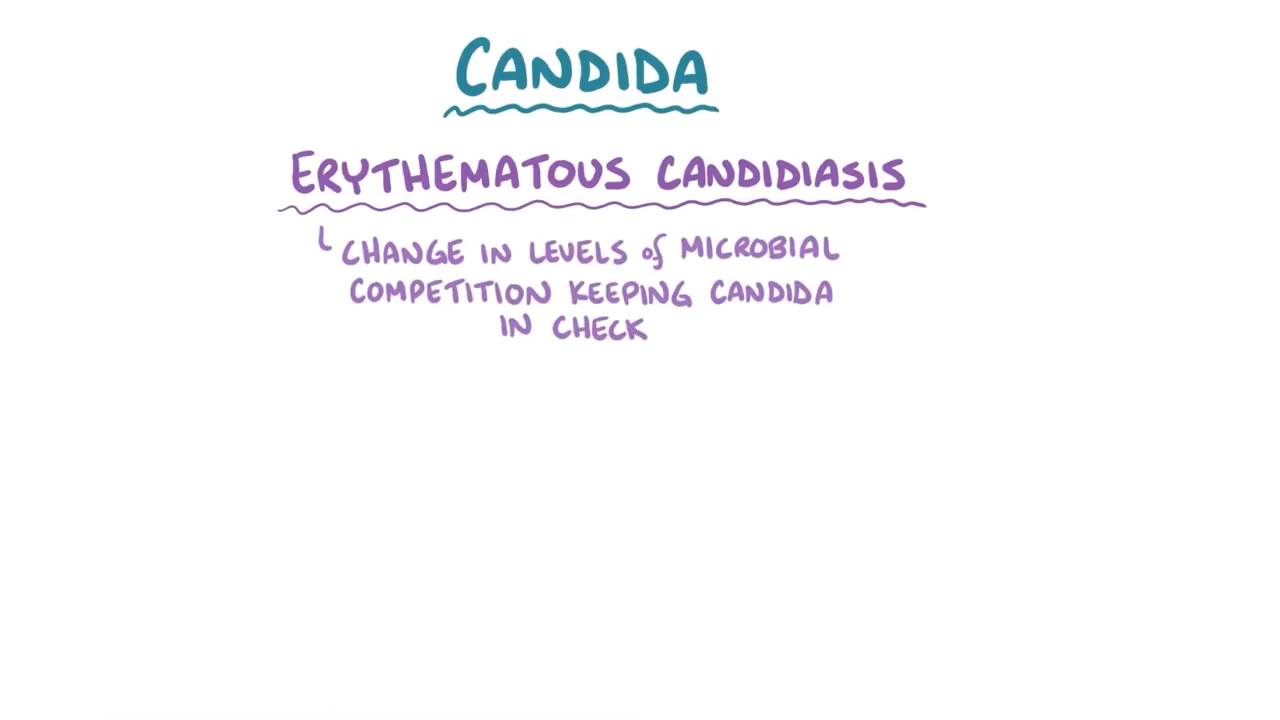 CANDIDA
ERYTHEMATOUS CANDIDIASIS
CHANGE IN LEVELS of MICROBIAL
COMPETITION KEEPING CANDIDA
IN CHECK